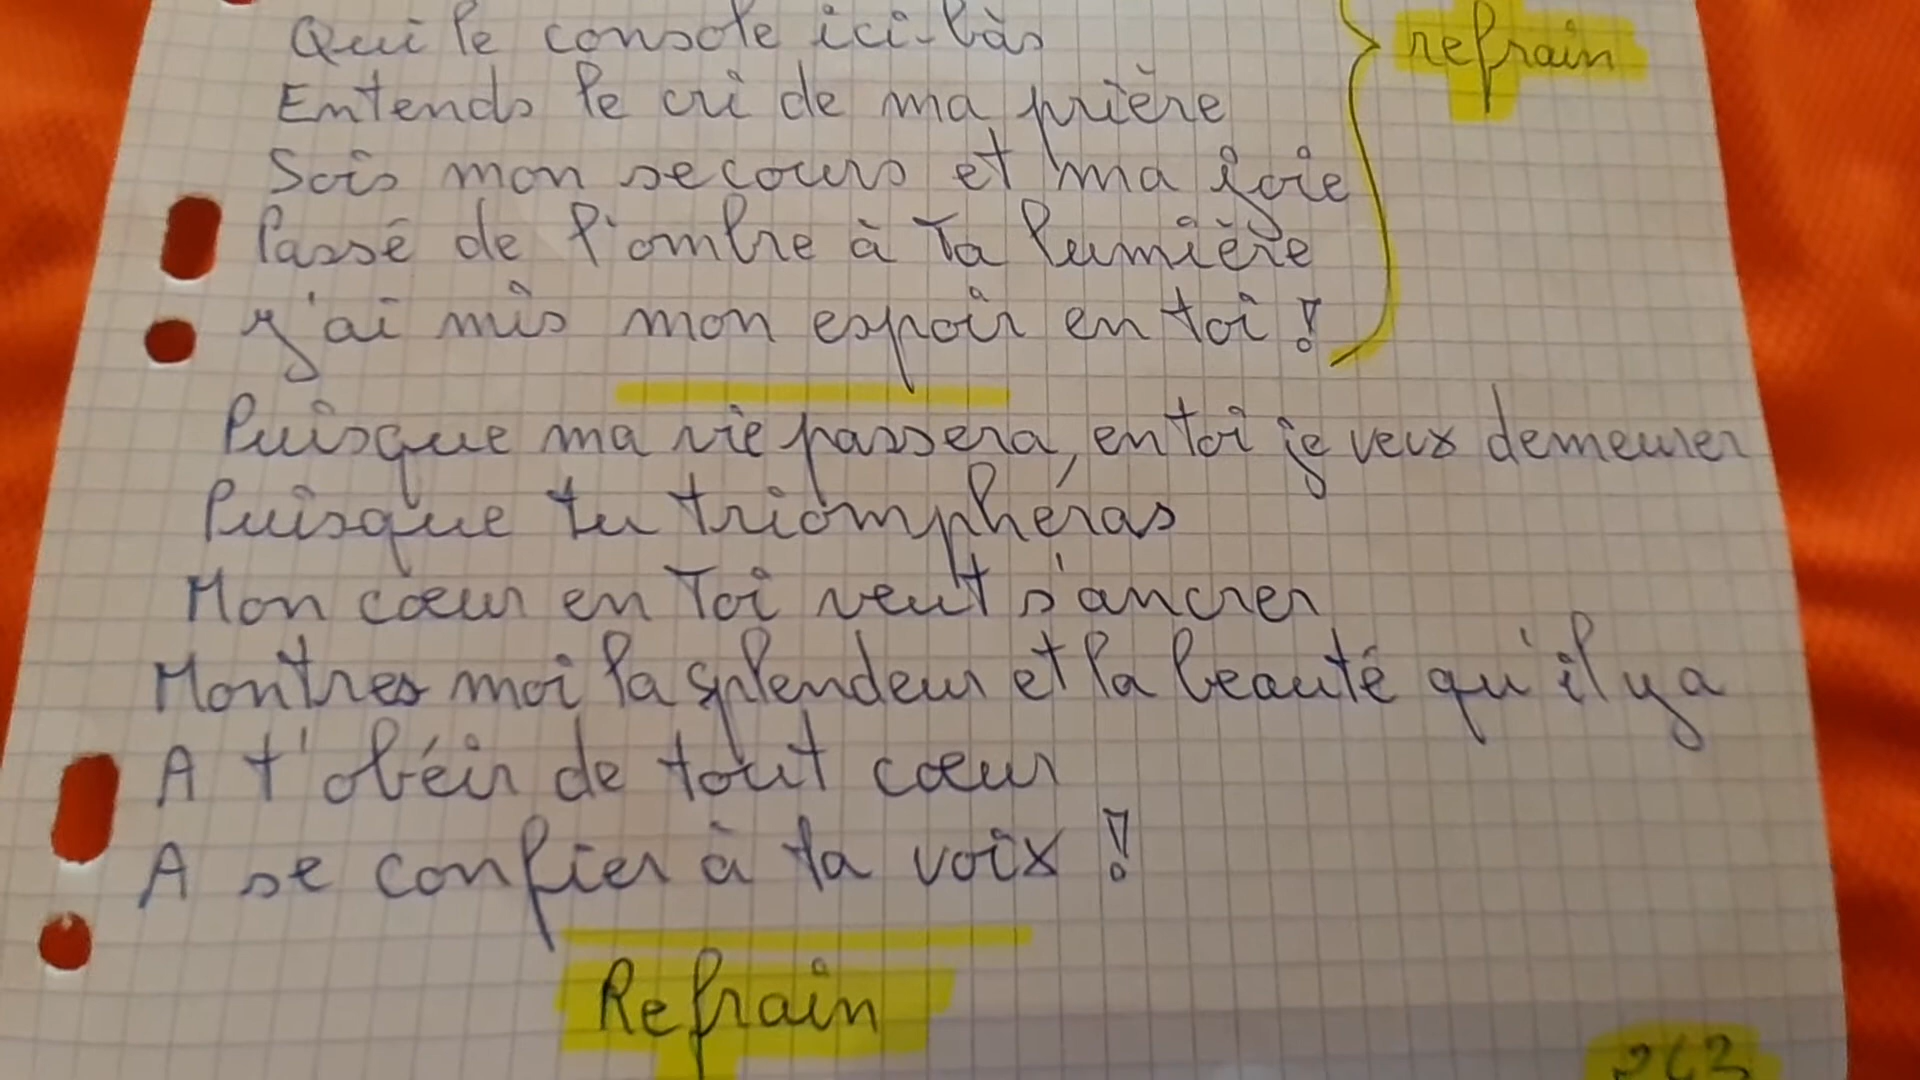 Qui le console ici-bàs
refrain
Entends le cri de ma prière
Sois mon secours et ma joie
Passé de l'ombre à Ta lumière
J'ai mis mon espoir en toi !
Puisque ma vie passera, en toi je veux demeurer
Puisque tu triomphéras
Mon cœur en Toi veut s'ancrer
Montres moi la splendeur et la beauté qu'il y a
A t'obéir de tout cœur
A se confier à ta voix !
Refrain